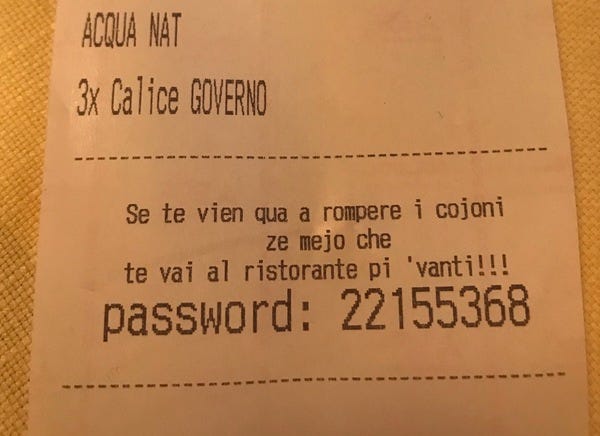 ACQUA NAT
3x Calice GOVERNO
Se te vien qua a rompere i cojoni
ze mejo che
te vai al ristorante pi 'vanti!!!
password: 22155368